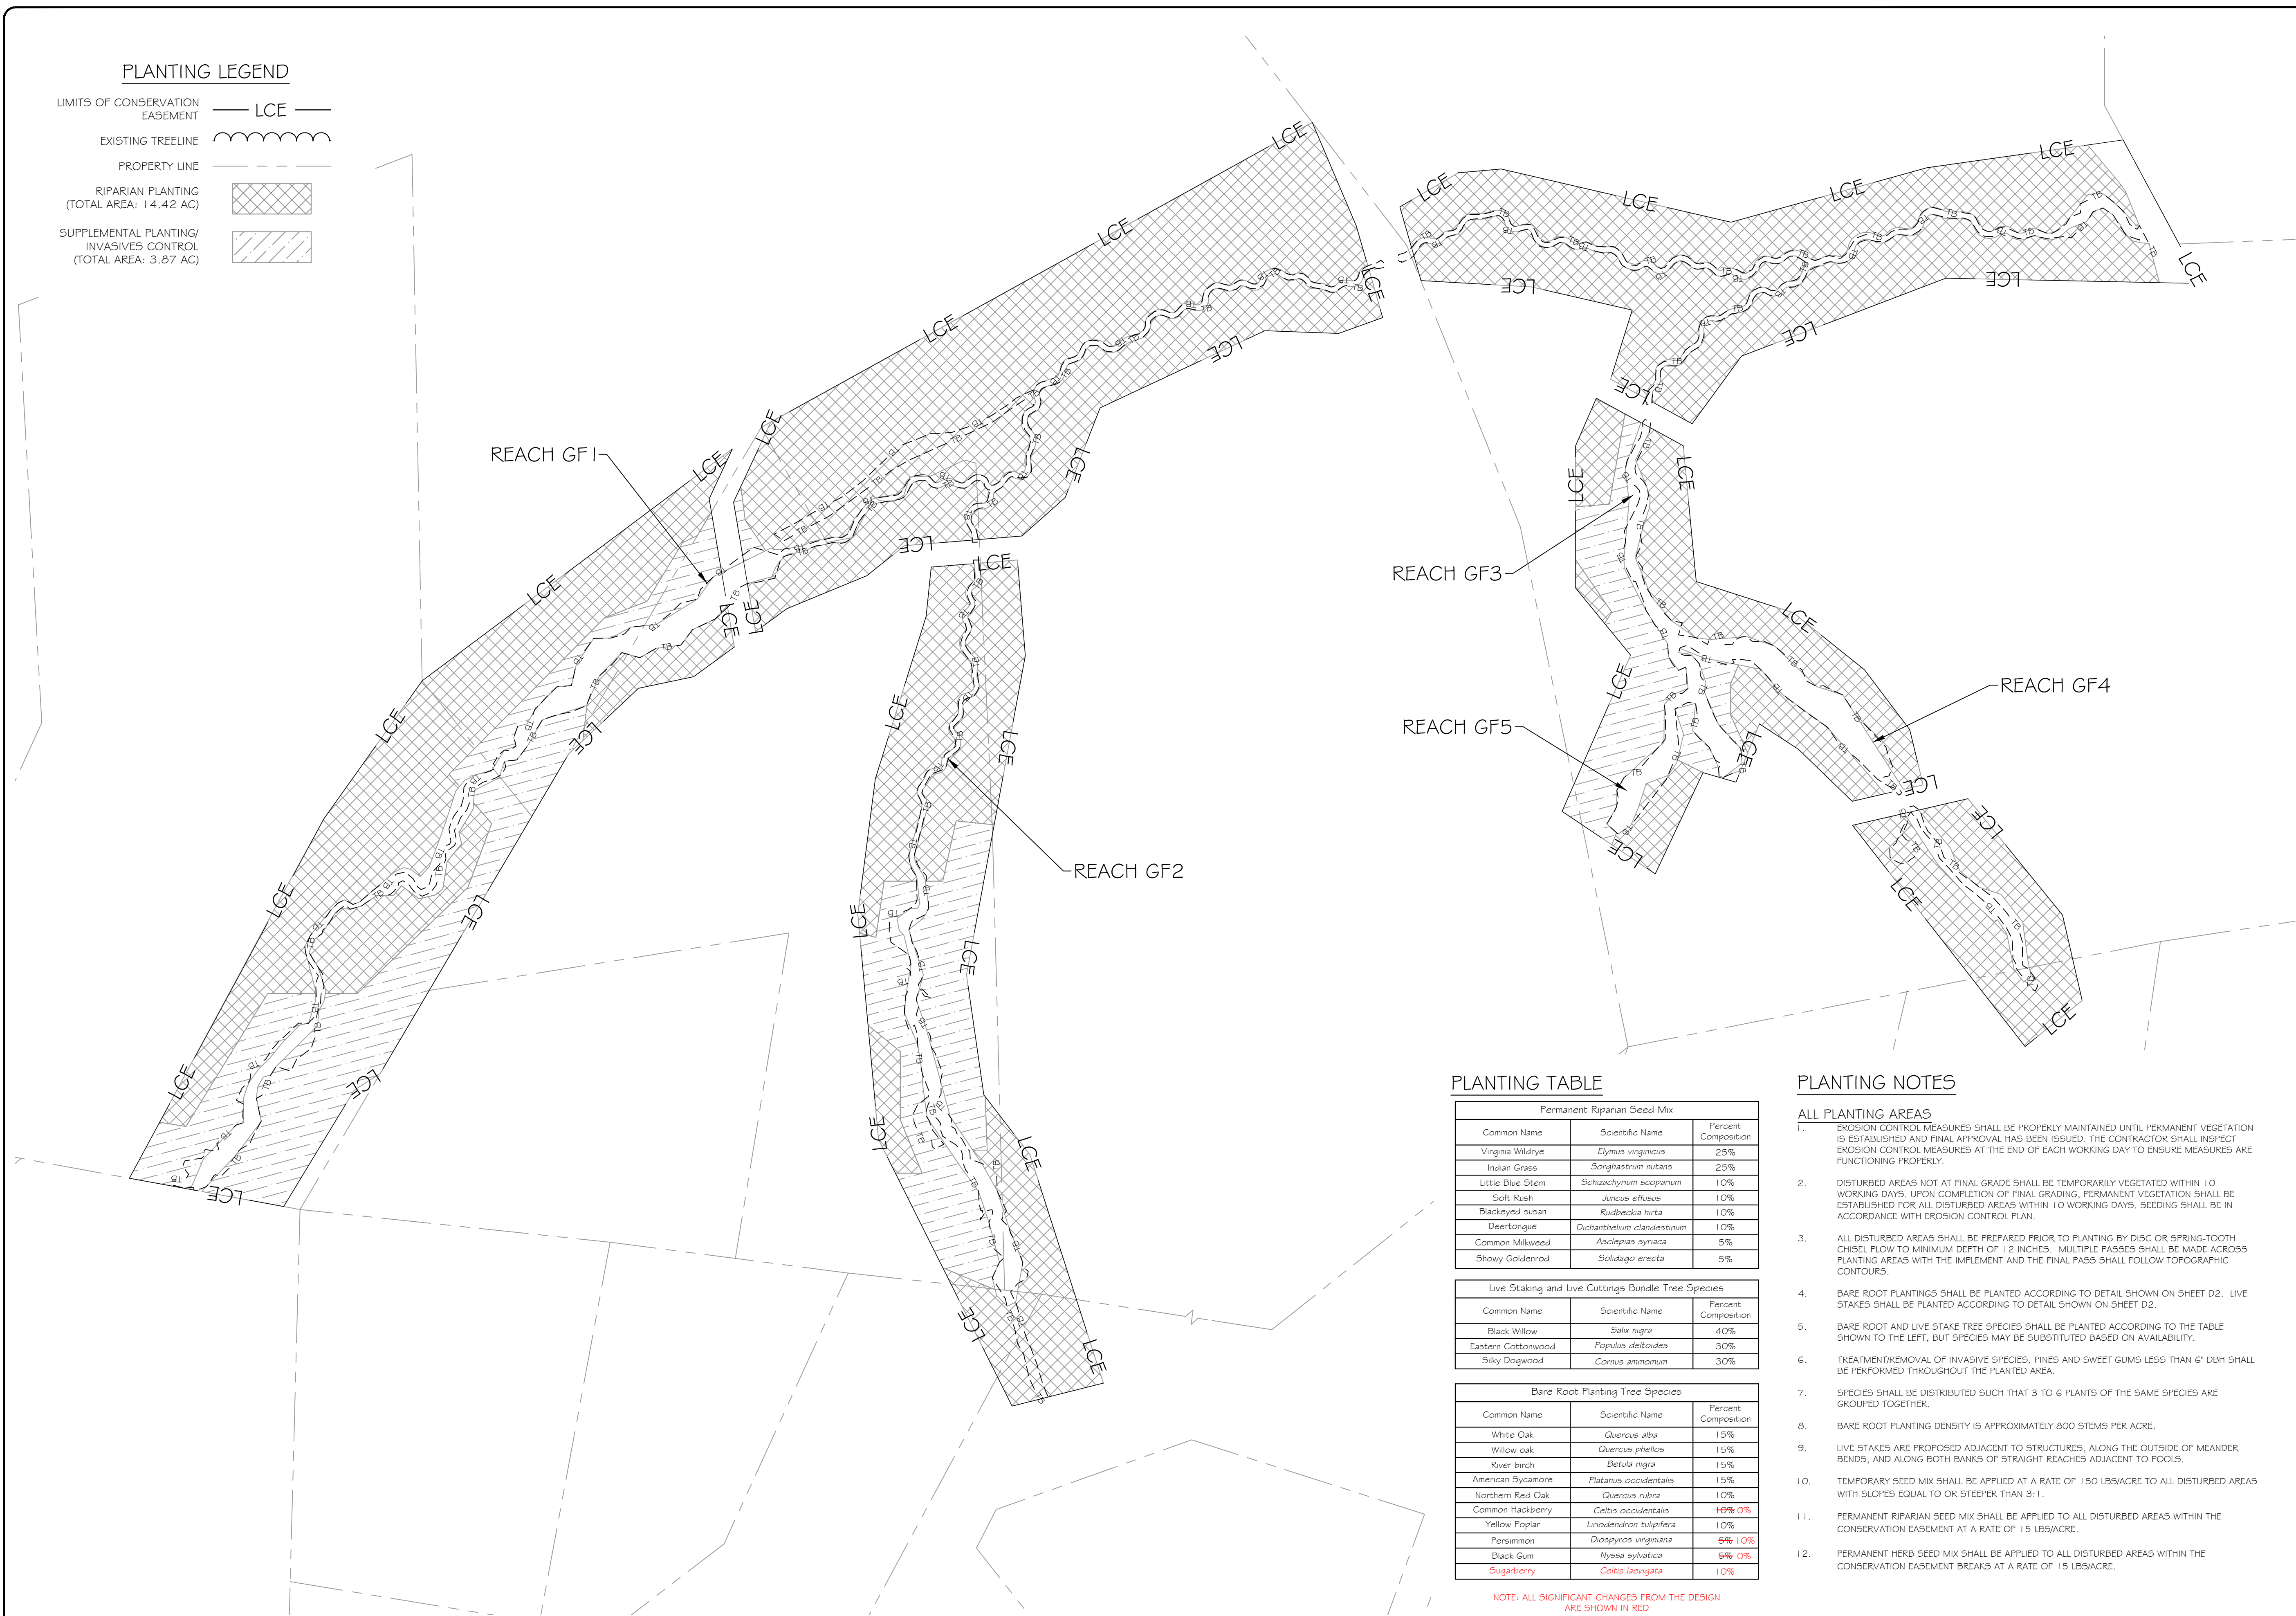 PLANTING LEGEND
LIMITS OF CONSERVATION
EASEMENT
LCE
EXISTING TREELINE
PROPERTY LINE
RIPARIAN PLANTING
(TOTAL AREA: 14.42 AC)
SUPPLEMENTAL PLANTING/
INVASIVES CONTROL
(TOTAL AREA: 3.87 AC)
REACH GF1
REACH GF2
REACH GF3
REACH GF4
REACH GF5
LCE
TB
PLANTING TABLE
Permanent Riparian Seed Mix
Common Name Scientific Name Percent Composition
Virginia Wildrye Elymus virginicus 25%
Indian Grass Sorghastrum nutans 25%
Little Blue Stem Schizachynum scopanum 10%
Soft Rush Juncus effusus 10%
Blackeyed susan Rudbeckia hirta 10%
Deertongue Dichanthelium clandestinum 10%
Common Milkweed Asclepias syriaca 5%
Showy Goldenrod Solidago erecta 5%
Live Staking and Live Cuttings Bundle Tree Species
Common Name Scientific Name Percent Composition
Black Willow Salix nigra 40%
Eastern Cottonwood Populus deltoides 30%
Silky Dogwood Cornus ammomum 30%
Bare Root Planting Tree Species
Common Name Scientific Name Percent Composition
White Oak Quercus alba 15%
Willow oak Quercus phellos 15%
River birch Betula nigra 15%
American Sycamore Platanus occidentalis 15%
Northern Red Oak Quercus rubra 10%
Common Hackberry Celtis occidentalis 10% 0%
Yellow Poplar Liriodendron tulipifera 10%
Persimmon Diospyros virginiana 5% 10%
Black Gum Nyssa sylvatica 5% 0%
Sugarberry Celtis laevigata 10%
NOTE: ALL SIGNIFICANT CHANGES FROM THE DESIGN
ARE SHOWN IN RED
PLANTING NOTES
ALL PLANTING AREAS
1. EROSION CONTROL MEASURES SHALL BE PROPERLY MAINTAINED UNTIL PERMANENT VEGETATION
IS ESTABLISHED AND FINAL APPROVAL HAS BEEN ISSUED. THE CONTRACTOR SHALL INSPECT
EROSION CONTROL MEASURES AT THE END OF EACH WORKING DAY TO ENSURE MEASURES ARE
FUNCTIONING PROPERLY.
2. DISTURBED AREAS NOT AT FINAL GRADE SHALL BE TEMPORARILY VEGETATED WITHIN 10
WORKING DAYS. UPON COMPLETION OF FINAL GRADING, PERMANENT VEGETATION SHALL BE
ESTABLISHED FOR ALL DISTURBED AREAS WITHIN 10 WORKING DAYS. SEEDING SHALL BE IN
ACCORDANCE WITH EROSION CONTROL PLAN.
3. ALL DISTURBED AREAS SHALL BE PREPARED PRIOR TO PLANTING BY DISC OR SPRING-TOOTH
CHISEL PLOW TO MINIMUM DEPTH OF 12 INCHES. MULTIPLE PASSES SHALL BE MADE ACROSS
PLANTING AREAS WITH THE IMPLEMENT AND THE FINAL PASS SHALL FOLLOW TOPOGRAPHIC
CONTOURS.
4. BARE ROOT PLANTINGS SHALL BE PLANTED ACCORDING TO DETAIL SHOWN ON SHEET D2. LIVE
STAKES SHALL BE PLANTED ACCORDING TO DETAIL SHOWN ON SHEET D2.
5. BARE ROOT AND LIVE STAKE TREE SPECIES SHALL BE PLANTED ACCORDING TO THE TABLE
SHOWN TO THE LEFT, BUT SPECIES MAY BE SUBSTITUTED BASED ON AVAILABILITY.
6. TREATMENT/REMOVAL OF INVASIVE SPECIES, PINES AND SWEET GUMS LESS THAN 6" DBH SHALL
BE PERFORMED THROUGHOUT THE PLANTED AREA.
7. SPECIES SHALL BE DISTRIBUTED SUCH THAT 3 TO 6 PLANTS OF THE SAME SPECIES ARE
GROUPED TOGETHER.
8. BARE ROOT PLANTING DENSITY IS APPROXIMATELY 800 STEMS PER ACRE.
9. LIVE STAKES ARE PROPOSED ADJACENT TO STRUCTURES, ALONG THE OUTSIDE OF MEANDER
BENDS, AND ALONG BOTH BANKS OF STRAIGHT REACHES ADJACENT TO POOLS.
10. TEMPORARY SEED MIX SHALL BE APPLIED AT A RATE OF 150 LBS/ACRE TO ALL DISTURBED AREAS
WITH SLOPES EQUAL TO OR STEEPER THAN 3:1.
11. PERMANENT RIPARIAN SEED MIX SHALL BE APPLIED TO ALL DISTURBED AREAS WITHIN THE
CONSERVATION EASEMENT AT A RATE OF 15 LBS/ACRE.
12. PERMANENT HERB SEED MIX SHALL BE APPLIED TO ALL DISTURBED AREAS WITHIN THE
CONSERVATION EASEMENT BREAKS AT A RATE OF 15 LBS/ACRE.